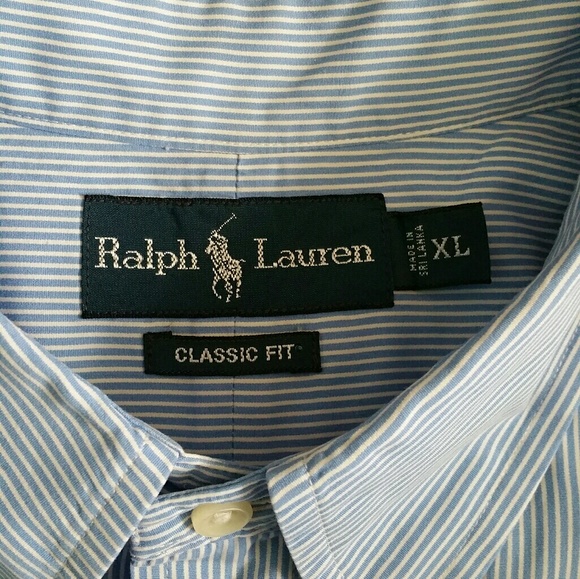 Ralph Lauren
MADE IN
SRI LANKA
XL
CLASSIC FIT